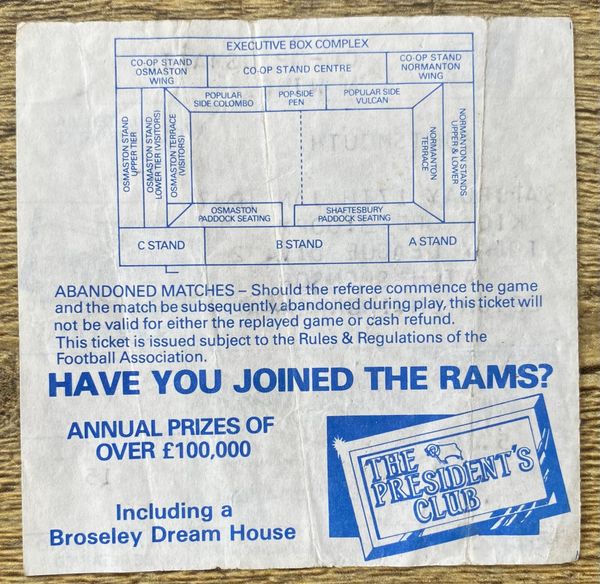 EXECUTIVE BOX COMPLEX
CO-OP STAND
OSMASTON
WING
CO-OP STAND CENTRE
CO-OP STAND
NORMANTON
WING
POPULAR
SIDE COLOMBO
POP-SIDE
PEN
POPULAR SIDE
VULCAN
OSMASTON STAND
UPPER TIER
OSMASTON STAND
LOWER TIER (VISITORS)
OSMASTON TERRACE
(VISITORS)
NORMANTON
TERRACE
NORMANTON STANDS
UPPER & LOWER
OSMASTON
PADDOCK SEATING
SHAFTESBURY
PADDOCK SEATING
C STAND
B STAND
A STAND
ABANDONED MATCHES – Should the referee commence the game
and the match be subsequently abandoned during play, this ticket will
not be valid for either the replayed game or cash refund.
This ticket is issued subject to the Rules & Regulations of the
Football Association.
HAVE YOU JOINED THE RAMS?
ANNUAL PRIZES OF
OVER £100,000
Including a
Broseley Dream House
THE
PRESIDENT'S
CLUB